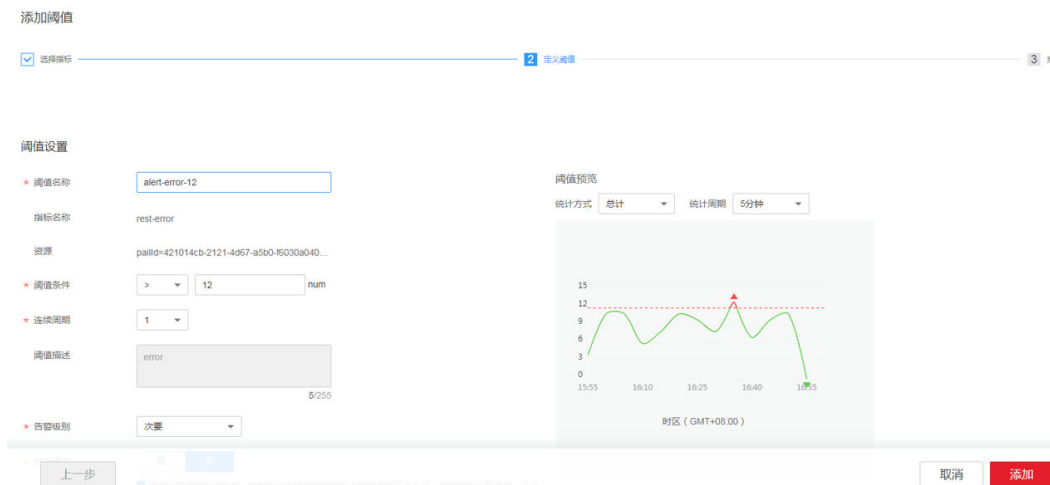 添加阈值
选择指标
2 定义阈值
3
阈值设置
* 阈值名称 alert-error-12
指标名称 rest-error
资源 pailId=421014cb-2121-4d67-a5b0-f6030a040...
* 阈值条件 > 12 num
* 连续周期 1
阈值描述 error
5/255
* 告警级别 次要
阈值预览
统计方式 总计 统计周期 5分钟
15
12
9
6
3
0
15:55 16:10 16:25 16:40 16:55
时区（GMT+08:00）
上一步 取消 添加